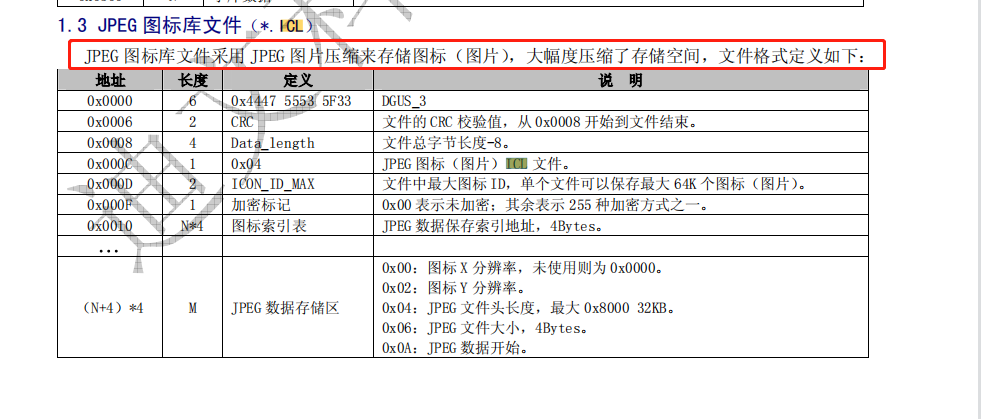 1.3 JPEG 图标库文件（*.ICL）
JPEG 图标库文件采用 JPEG 图片压缩来存储图标（图片），大幅度压缩了存储空间，文件格式定义如下：
地址 长度 定义 说 明
0x0000 6 0x4447 5553 5F33 DGUS_3
0x0006 2 CRC 文件的 CRC 校验值，从 0x0008 开始到文件结束。
0x0008 4 Data_length 文件总字节长度-8。
0x000C 1 0x04 JPEG 图标（图片）ICL 文件。
0x000D 2 ICON_ID_MAX 文件中最大图标 ID，单个文件可以保存最大 64K 个图标（图片）。
0x000F 1 加密标记 0x00 表示未加密；其余表示 255 种加密方式之一。
0x0010 N*4 图标索引表 JPEG 数据保存索引地址，4Bytes。
...
0x00：图标 X 分辨率，未使用则为 0x0000。
0x02：图标 Y 分辨率。
（N+4）*4 M JPEG 数据存储区 0x04：JPEG 文件头长度，最大 0x8000 32KB。
0x06：JPEG 文件大小，4Bytes。
0x0A：JPEG 数据开始。